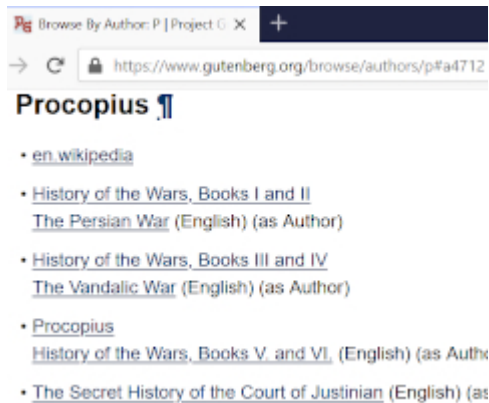 Browse By Author: P | Project G
https://www.gutenberg.org/browse/authors/p#a4712
Procopius ¶
• en.wikipedia
• History of the Wars, Books I and II
The Persian War (English) (as Author)
• History of the Wars, Books III and IV
The Vandalic War (English) (as Author)
• Procopius
History of the Wars, Books V. and VI. (English) (as Autho
• The Secret History of the Court of Justinian (English) (as